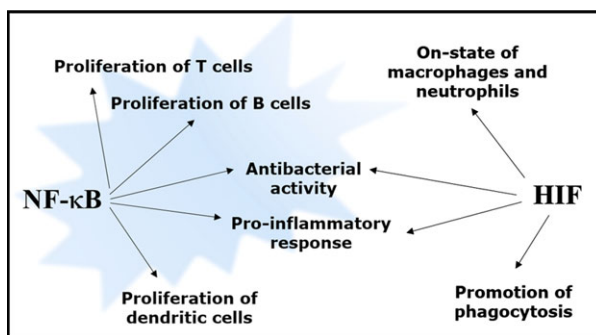 Proliferation of T cells
Proliferation of B cells
On-state of
macrophages and
neutrophils
Antibacterial
activity
NF-κB
HIF
Pro-inflammatory
response
Proliferation of
dendritic cells
Promotion of
phagocytosis